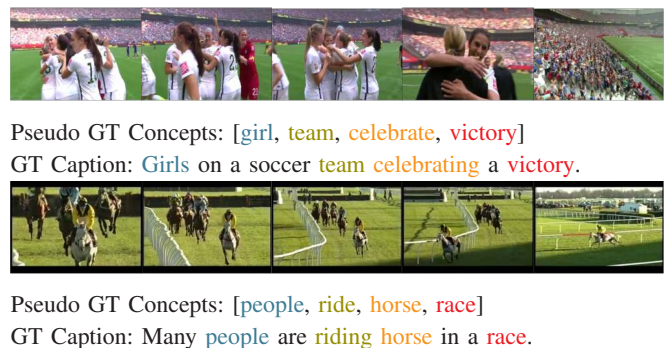 Pseudo GT Concepts: [girl, team, celebrate, victory]
GT Caption: Girls on a soccer team celebrating a victory.
Pseudo GT Concepts: [people, ride, horse, race]
GT Caption: Many people are riding horse in a race.